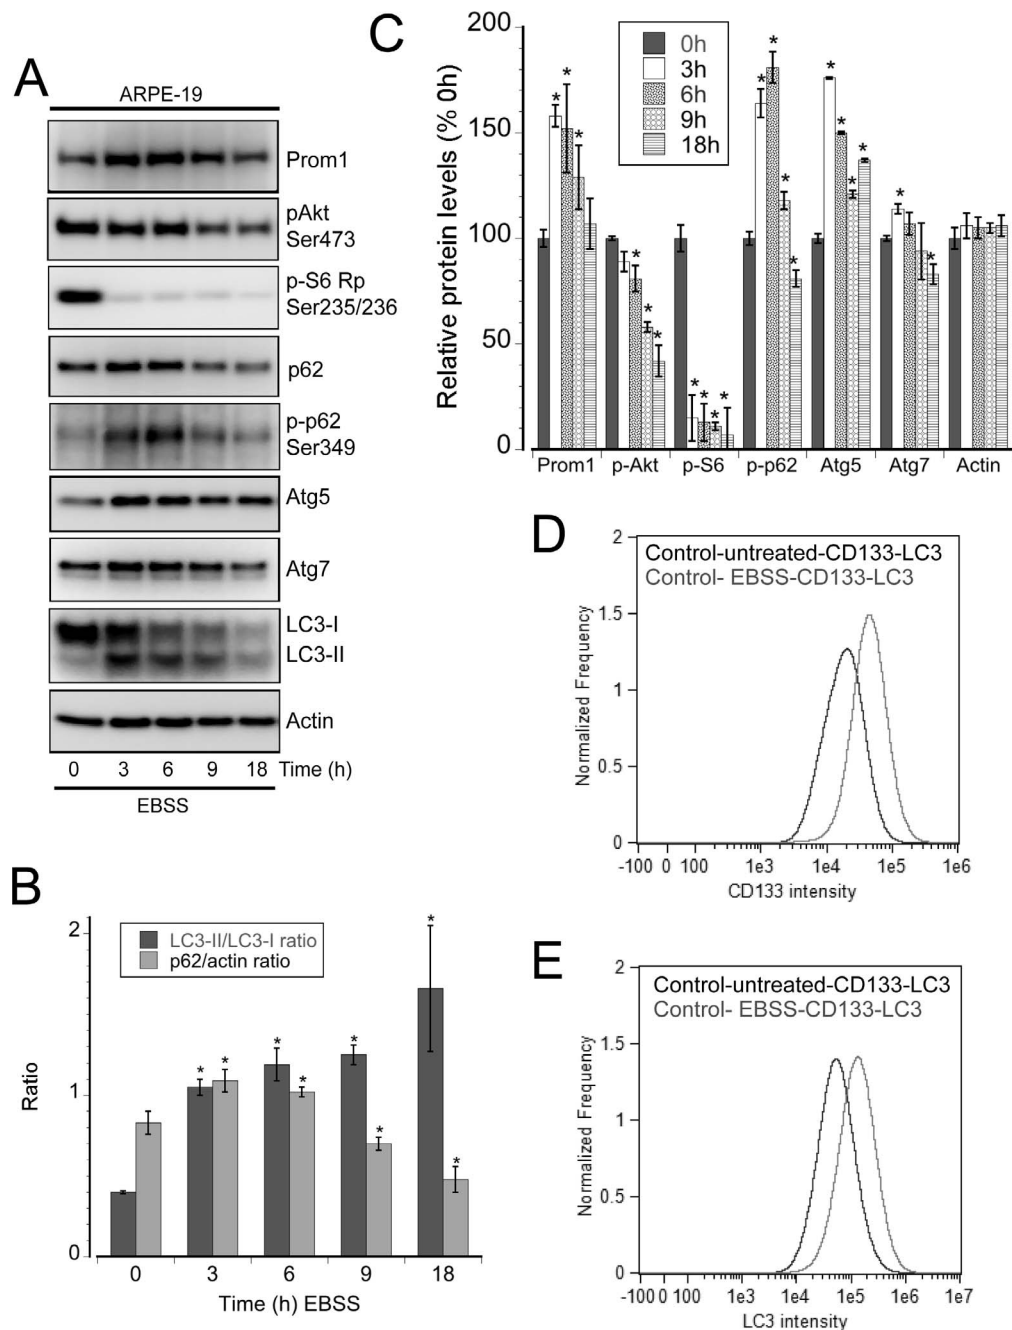 A
ARPE-19
Prom1
pAkt
Ser473
p-S6 Rp
Ser235/236
p62
p-p62
Ser349
Atg5
Atg7
LC3-I
LC3-II
Actin
0 3 6 9 18 Time (h)
EBSS
B
2
1
0
Ratio
LC3-II/LC3-I ratio
p62/actin ratio
* * * * * * * *
0 3 6 9 18
Time (h) EBSS
C
200
150
100
50
0
Relative protein levels (% 0h)
0h
3h
6h
9h
18h
* * * * * * * * * * * * * * * * * * *
Prom1 p-Akt p-S6 p-p62 Atg5 Atg7 Actin
D
2
1.5
1
0.5
0
Normalized Frequency
Control-untreated-CD133-LC3
Control- EBSS-CD133-LC3
-100 0 100 1e3 1e4 1e5 1e6
CD133 intensity
E
2
1.5
1
0.5
0
Normalized Frequency
Control-untreated-CD133-LC3
Control- EBSS-CD133-LC3
-100 0 100 1e3 1e4 1e5 1e6 1e7
LC3 intensity